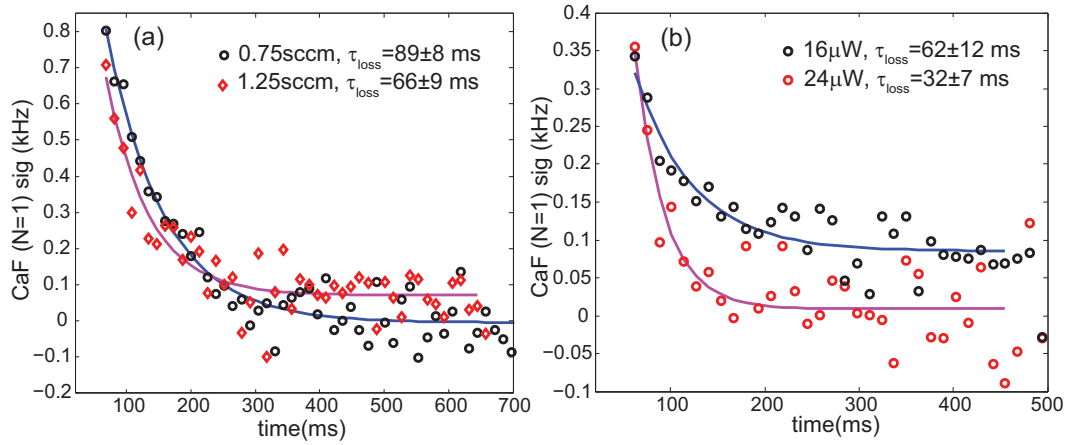 (a)
0.75sccm, τloss=89±8 ms
1.25sccm, τloss=66±9 ms
CaF (N=1) sig (kHz)
0.8
0.7
0.6
0.5
0.4
0.3
0.2
0.1
0
−0.1
−0.2
100 200 300 400 500 600 700
time(ms)
(b)
16μW, τloss=62±12 ms
24μW, τloss=32±7 ms
CaF (N=1) sig (kHz)
0.4
0.35
0.3
0.25
0.2
0.15
0.1
0.05
0
−0.05
−0.1
100 200 300 400 500
time(ms)